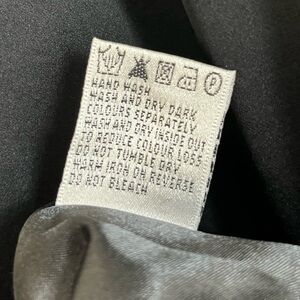 P
HAND WASH
WASH AND DRY DARK
COLOURS SEPARATELY
WASH AND DRY INSIDE OUT
TO REDUCE COLOUR LOSS
DO NOT TUMBLE DRY
WARM IRON ON REVERSE
DO NOT BLEACH